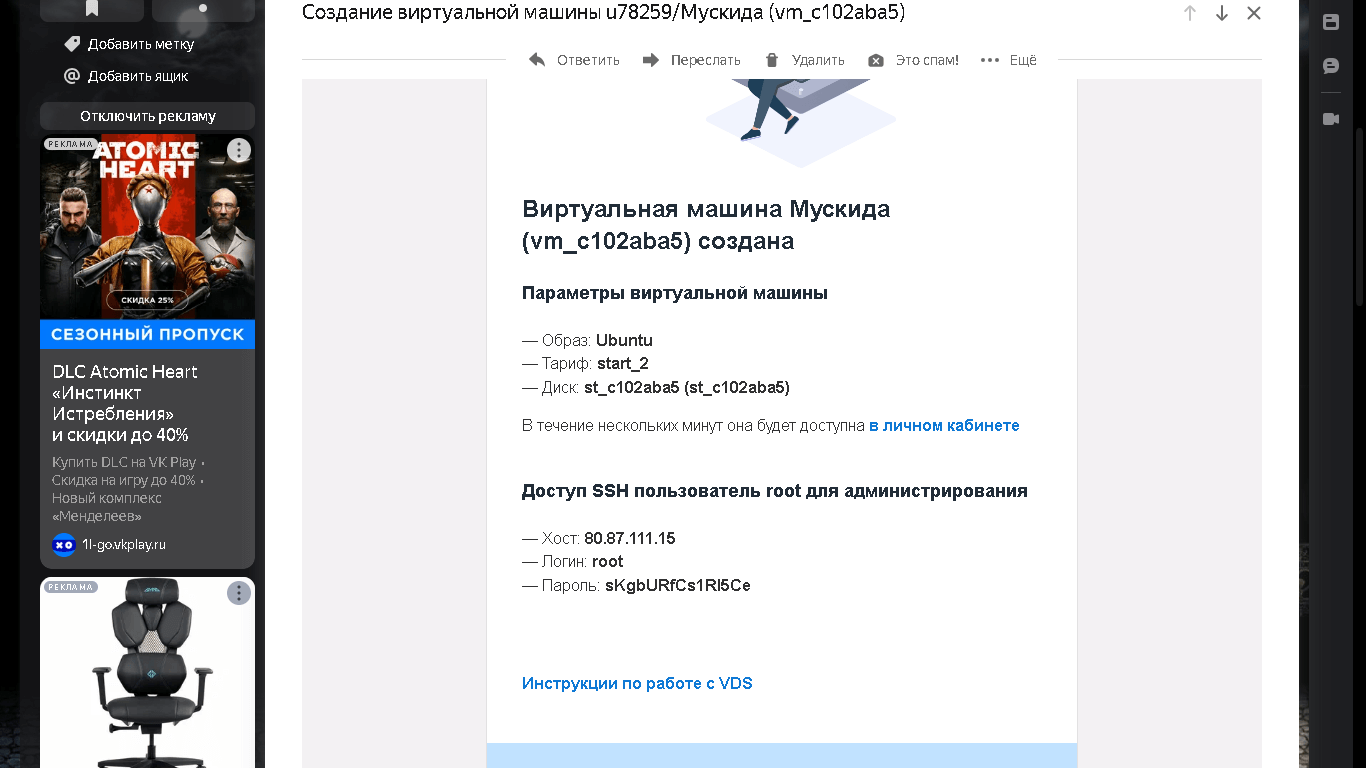 Создание виртуальной машины u78259/Мускида (vm_c102aba5)
Добавить метку
Добавить ящик
Отключить рекламу
РЕКЛАМА
ATOMIC
HEART
СКИДКА 25%
СЕЗОННЫЙ ПРОПУСК
DLC Atomic Heart
«Инстинкт
Истребления»
и скидки до 40%
Купить DLC на VK Play •
Скидка на игру до 40% •
Новый комплекс
«Менделеев»
1l-go.vkplay.ru
РЕКЛАМА
Ответить Переслать Удалить Это спам! Ещё
Виртуальная машина Мускида
(vm_c102aba5) создана
Параметры виртуальной машины
— Образ: Ubuntu
— Тариф: start_2
— Диск: st_c102aba5 (st_c102aba5)
В течение нескольких минут она будет доступна в личном кабинете
Доступ SSH пользователь root для администрирования
— Хост: 80.87.111.15
— Логин: root
— Пароль: sKgbURfCs1Rl5Ce
Инструкции по работе с VDS